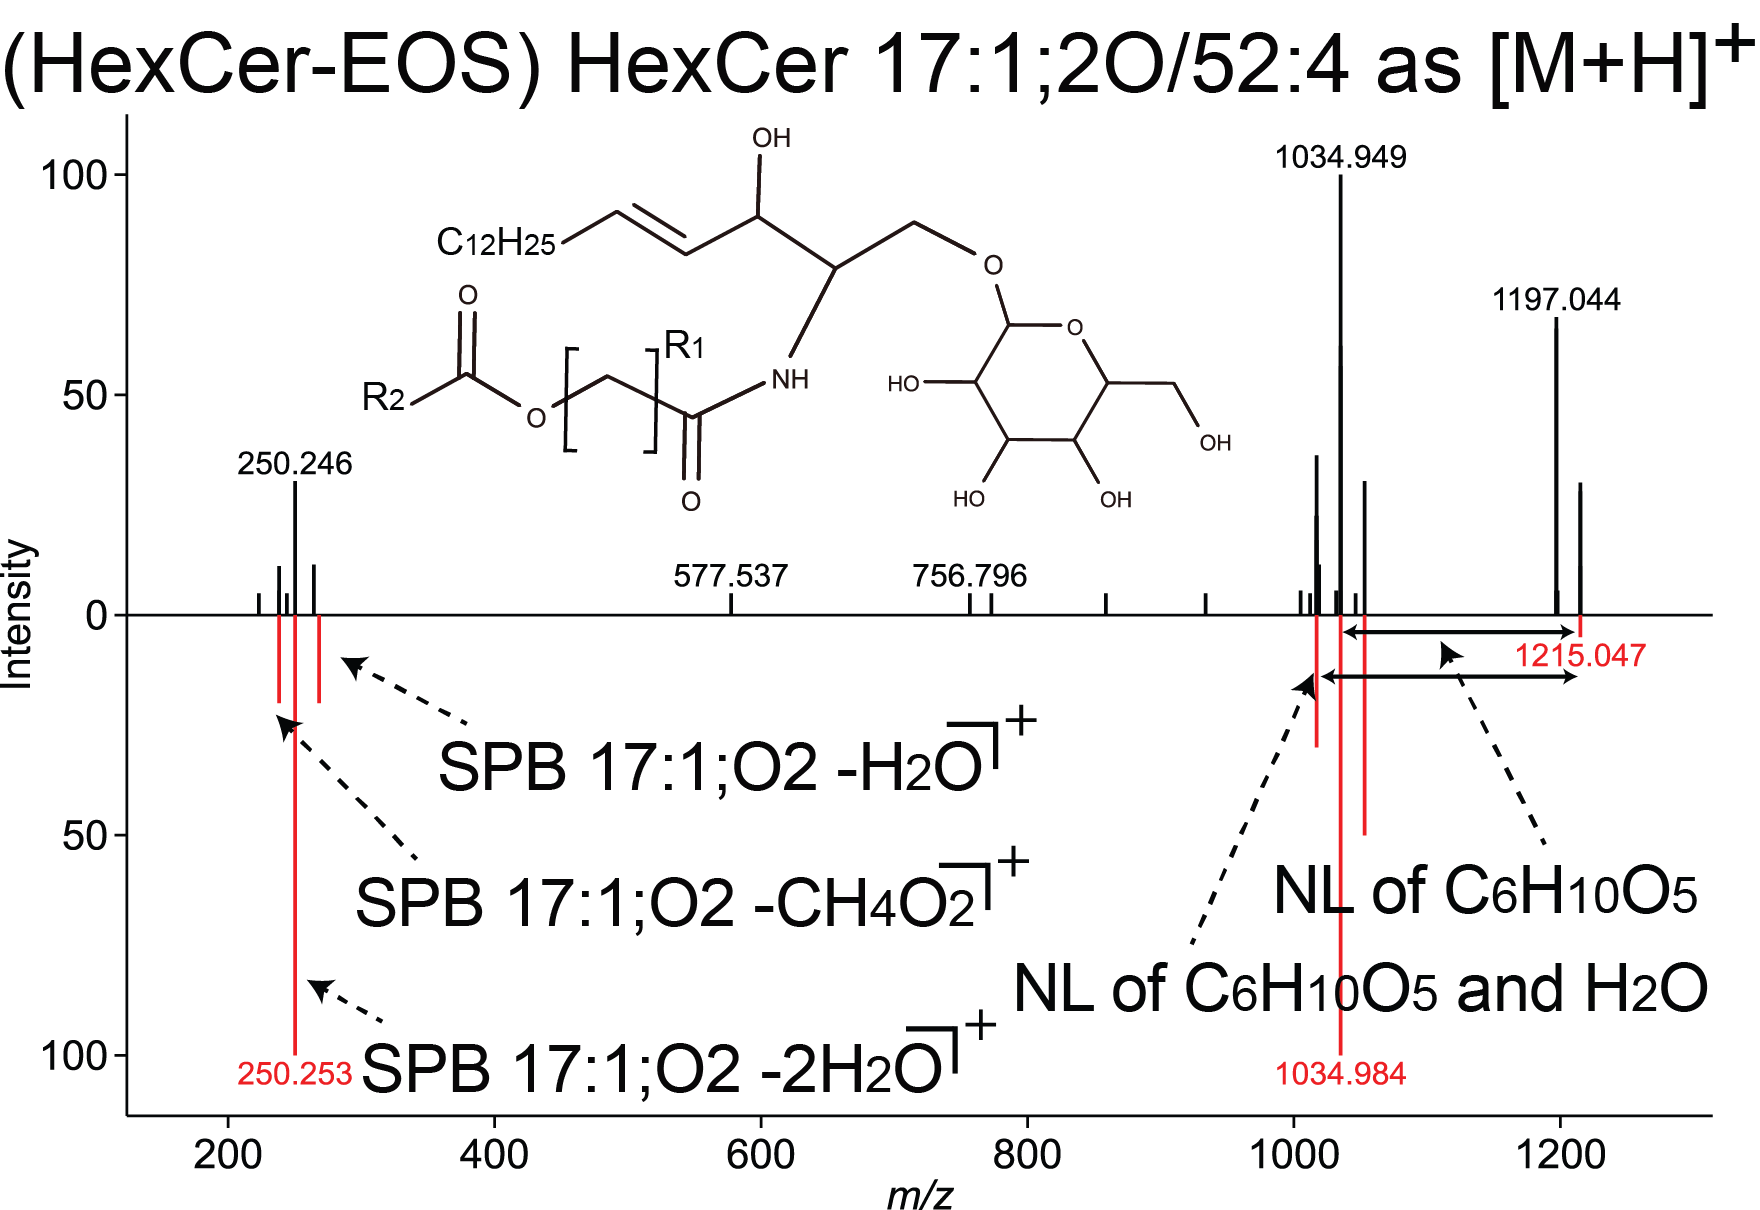 (HexCer-EOS) HexCer 17:1;2O/52:4 as [M+H]+
100
50
0
50
100
Intensity
1034.949
1197.044
250.246
577.537
756.796
OH
C12H25
O
O
O
R1
R2
O
NH
HO
OH
O
HO
OH
1215.047
SPB 17:1;O2 -H2O+
SPB 17:1;O2 -CH4O2+
NL of C6H10O5
NL of C6H10O5 and H2O
SPB 17:1;O2 -2H2O+
250.253
1034.984
200
400
600
800
1000
1200
m/z